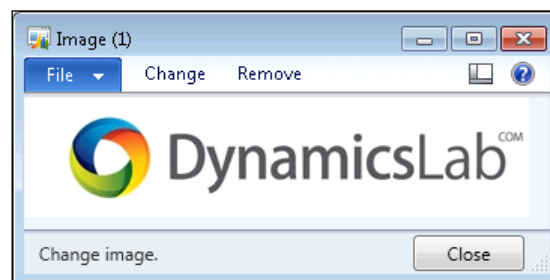 Image (1)
File Change Remove
DynamicsLab COM
Change image. Close